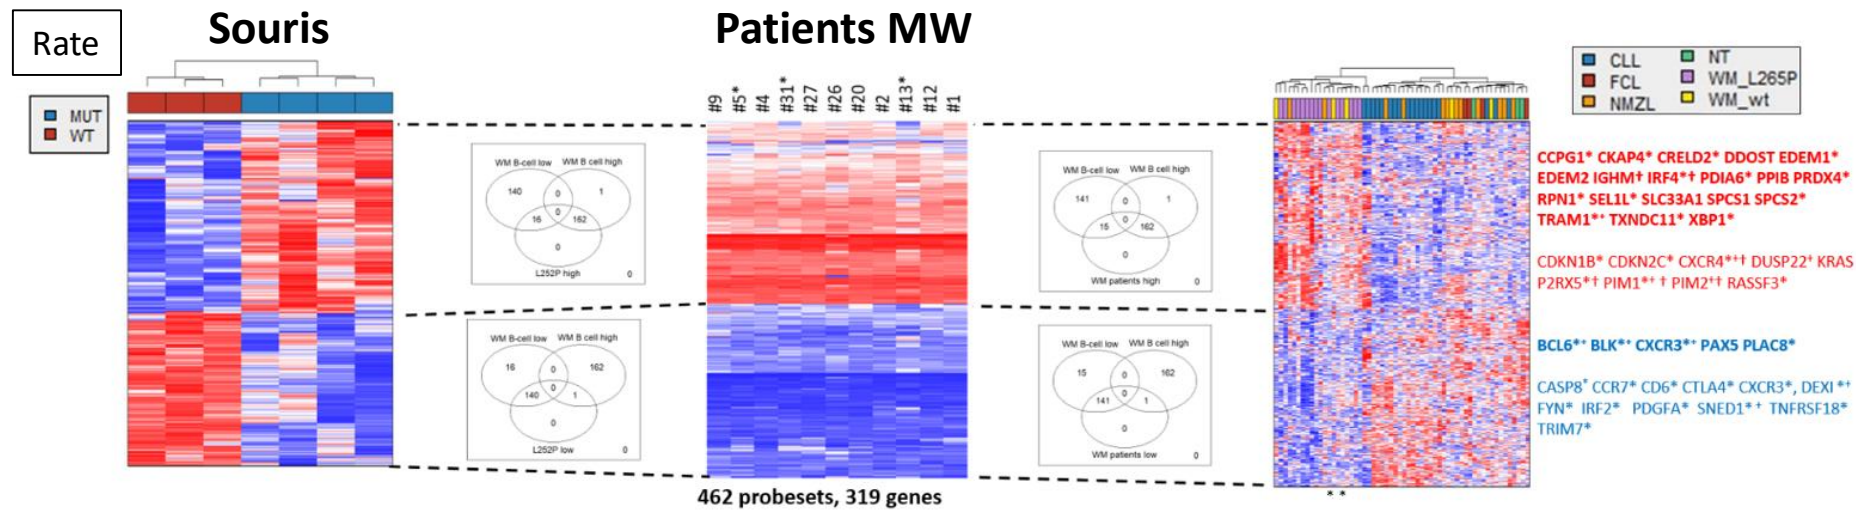 Rate
Souris
Patients MW
MUT
WT
#9 #5* #4 #31* #27 #26 #20 #2 #13* #12 #1
CLL
FCL
NMZL
NT
WM_L265P
WM_wt
WM B-cell low WM B cell high
140 0 1
0
16 162
0
L252P high 0
WM B-cell low WM B cell high
16 0 162
0
140 1
0
L252P low 0
WM B-cell low WM B cell high
141 0 1
0
15 162
0
WM patients high 0
WM B-cell low WM B cell high
15 0 162
0
141 1
0
WM patients low 0
462 probesets, 319 genes
* *
CCPG1* CKAP4* CRELD2* DDOST EDEM1*
EDEM2 IGHM† IRF4*† PDIA6* PPIB PRDX4*
RPN1* SEL1L* SLC33A1 SPCS1 SPCS2*
TRAM1*⁺ TXNDC11* XBP1*
CDKN1B* CDKN2C* CXCR4*⁺† DUSP22⁺ KRAS
P2RX5*† PIM1*⁺ † PIM2⁺† RASSF3*
BCL6*⁺ BLK*⁺ CXCR3*⁺ PAX5 PLAC8*
CASP8* CCR7* CD6* CTLA4* CXCR3*, DEXI *⁺
FYN* IRF2* PDGFA* SNED1*⁺ TNFRSF18*
TRIM7*